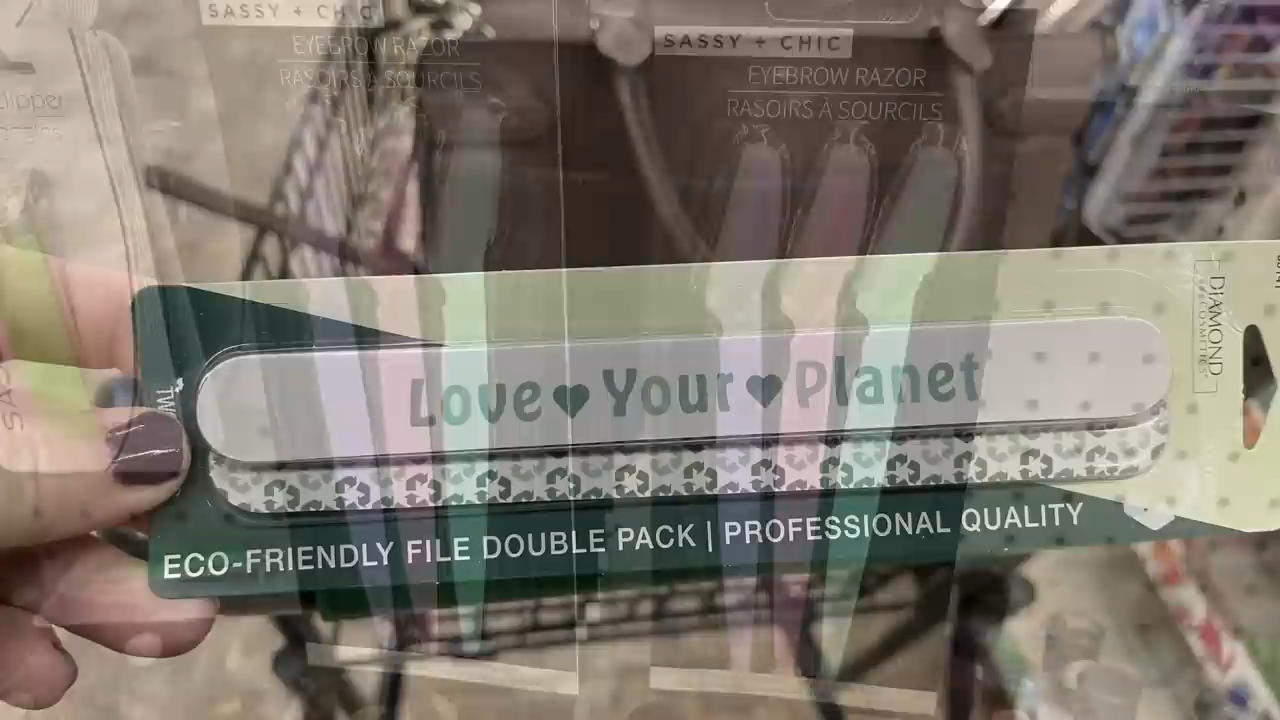 SASSY + CHIC
EYEBROW RAZOR
RASOIRS À SOURCILS
SASSY + CHIC
EYEBROW RAZOR
RASOIRS À SOURCILS
DIAMOND
COSMETICS
Love♥Your♥Planet
ECO-FRIENDLY FILE DOUBLE PACK | PROFESSIONAL QUALITY